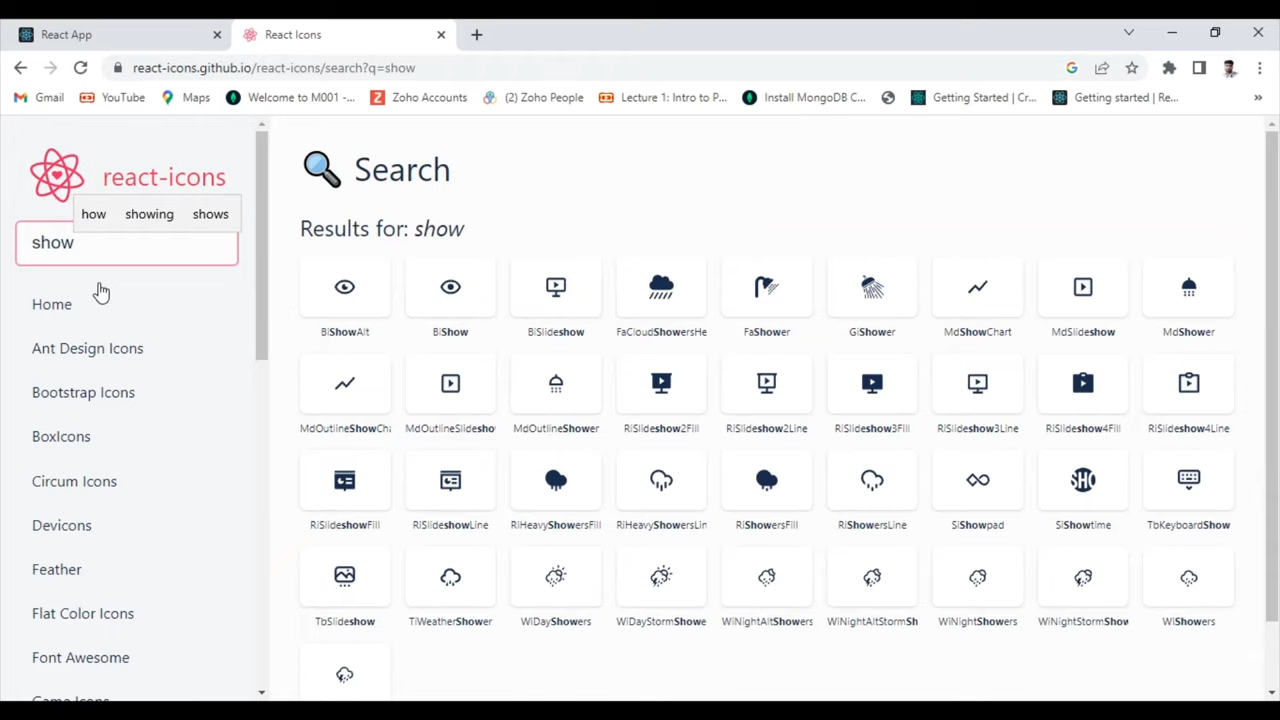 React App
React Icons
react-icons.github.io/react-icons/search?q=show
Gmail
YouTube
Maps
Welcome to M001 -...
Zoho Accounts
(2) Zoho People
Lecture 1: Intro to P...
Install MongoDB C...
Getting Started | Cr...
Getting started | Re...
»
react-icons
how showing shows
show
Home
Ant Design Icons
Bootstrap Icons
BoxIcons
Circum Icons
Devicons
Feather
Flat Color Icons
Font Awesome
Game Icons
Search
Results for: show
BiShowAlt BiShow BiSlideshow FaCloudShowersHe FaShower GiShower MdShowChart MdSlideshow MdShower
MdOutlineShowCha MdOutlineSlidesho MdOutlineShower RiSlideshow2Fill RiSlideshow2Line RiSlideshow3Fill RiSlideshow3Line RiSlideshow4Fill RiSlideshow4Line
SHO
RiSlideshowFill RiSlideshowLine RiHeavyShowersFill RiHeavyShowersLin RiShowersFill RiShowersLine SiShowpad SiShowtime TbKeyboardShow
TbSlideshow TiWeatherShower WiDayShowers WiDayStormShowe WiNightAltShowers WiNightAltStormSh WiNightShowers WiNightStormShow WiShowers